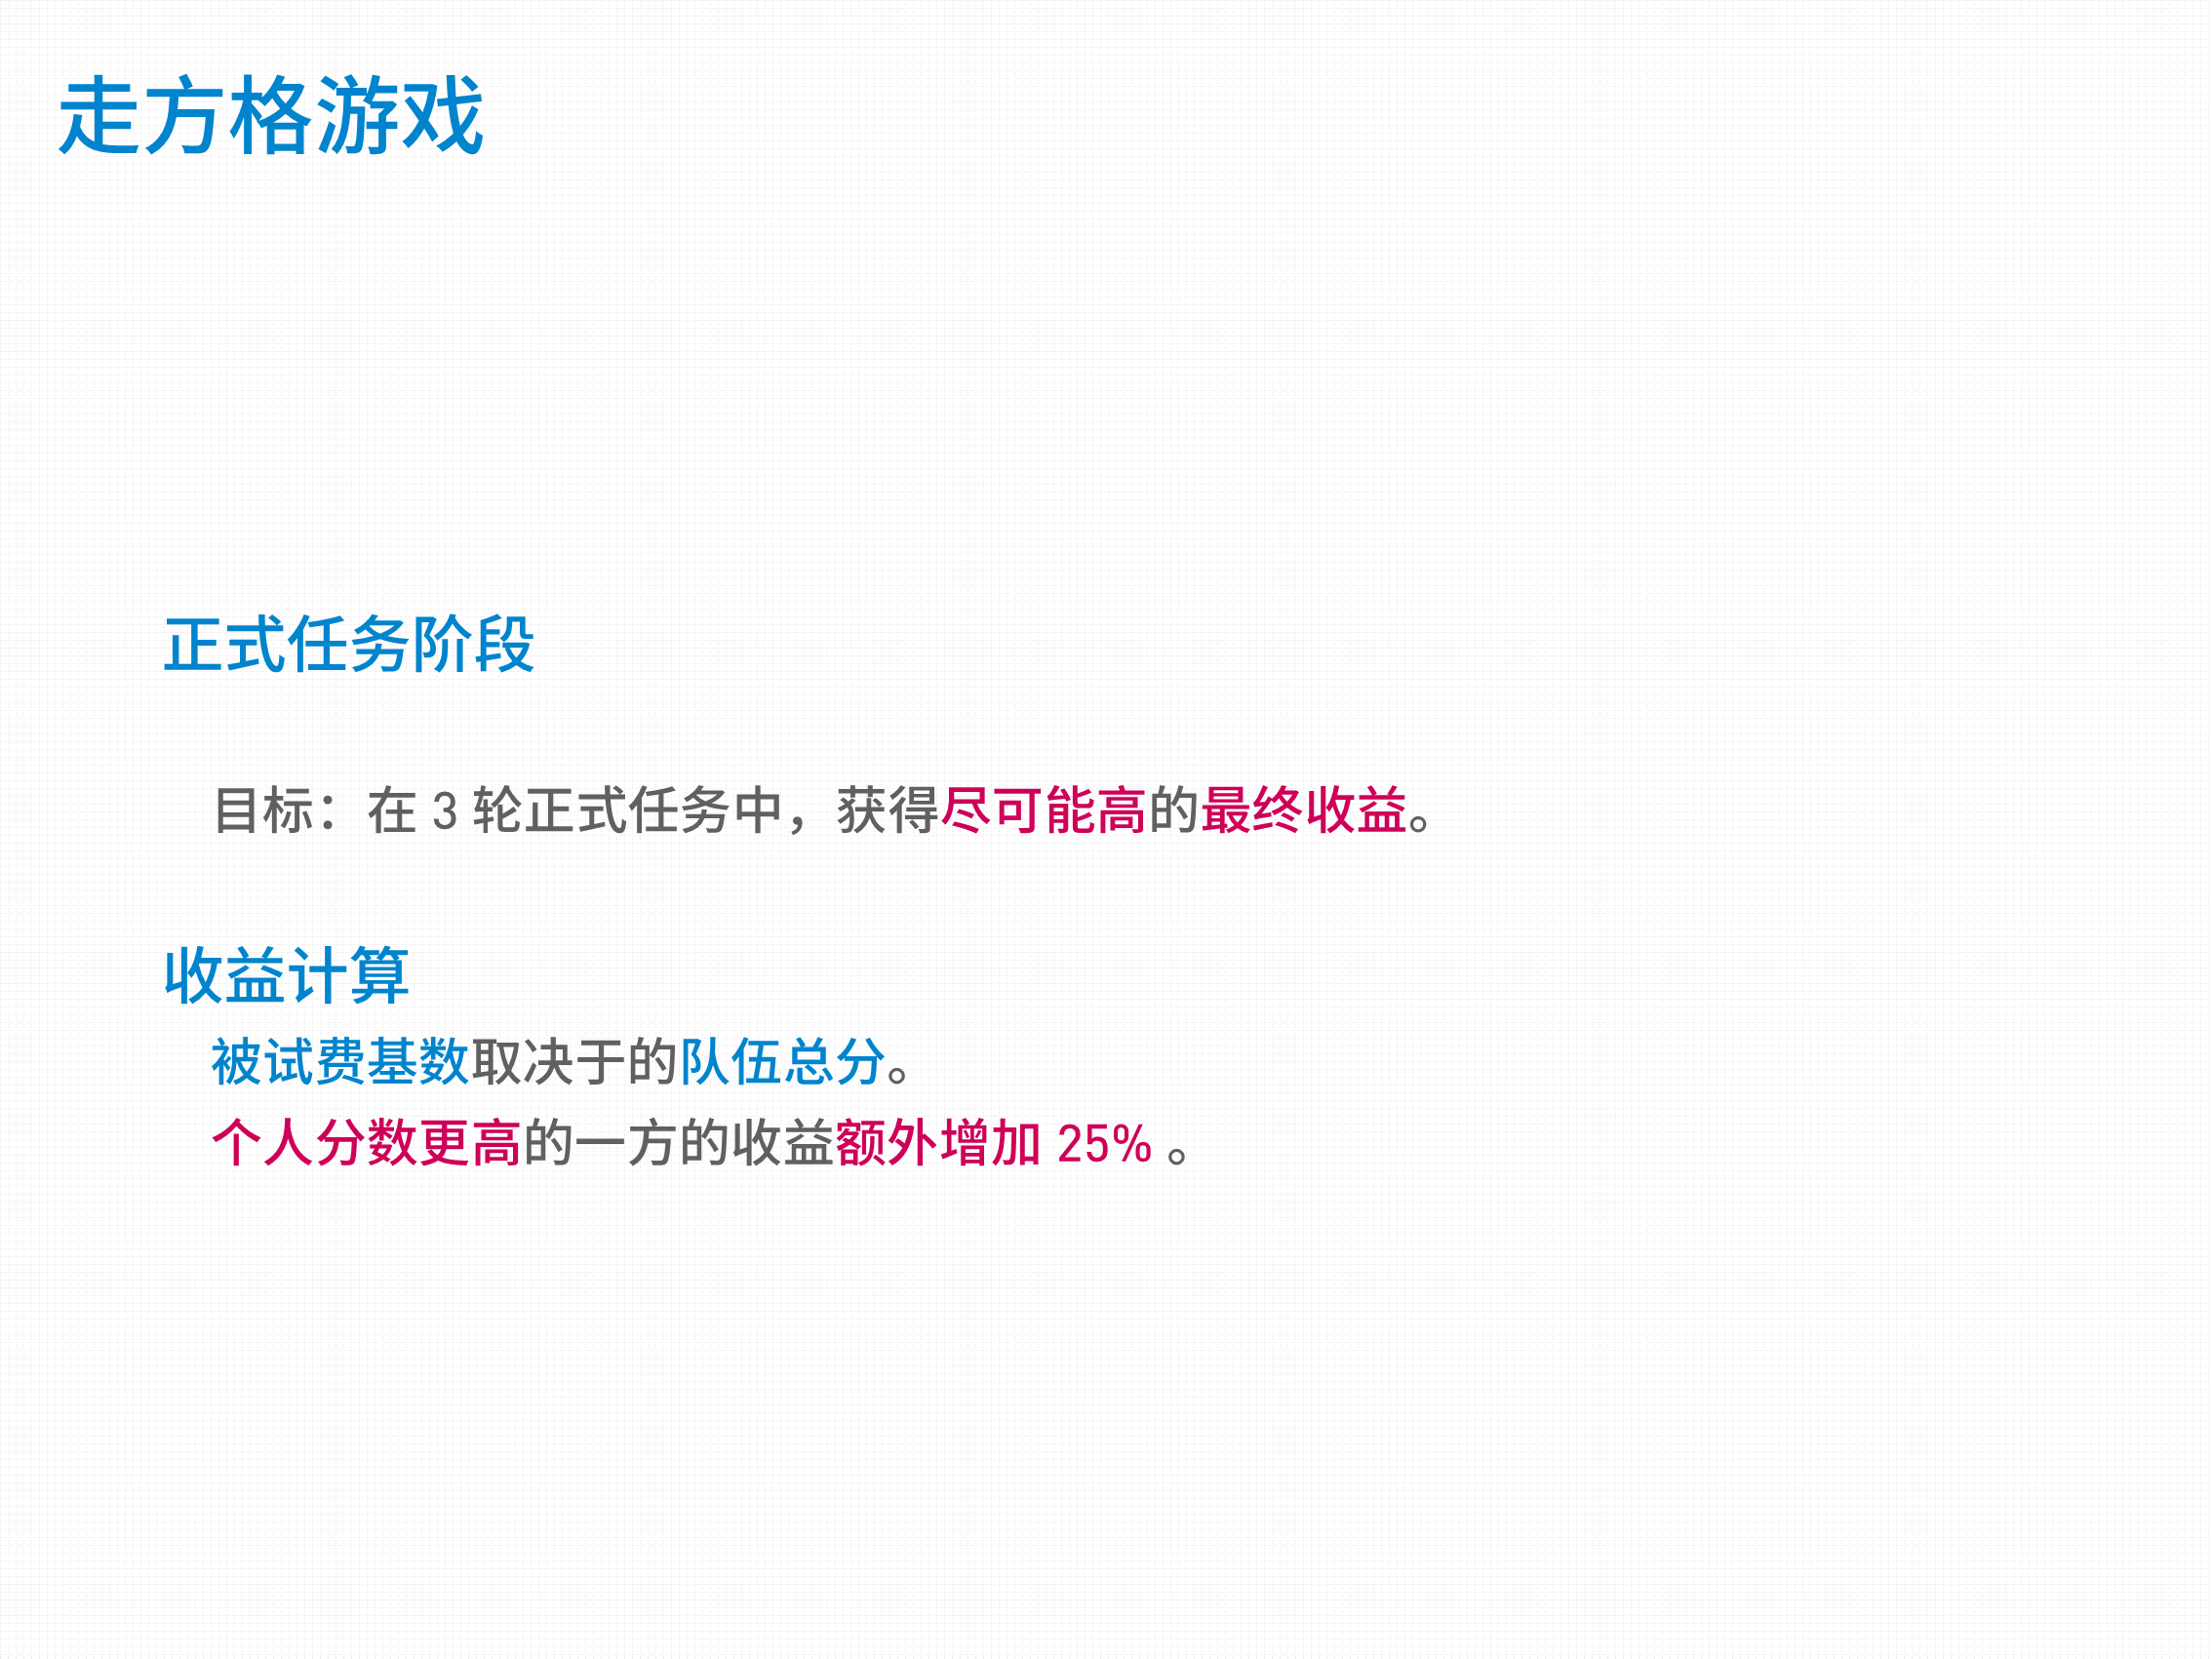 走方格游戏
正式任务阶段
目标：在 3 轮正式任务中，获得尽可能高的最终收益。
收益计算
被试费基数取决于的队伍总分。
个人分数更高的一方的收益额外增加 25% 。